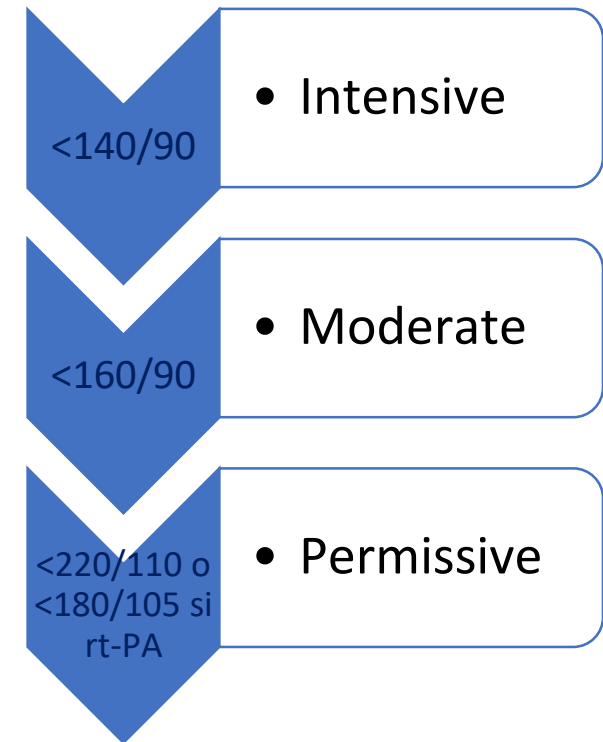 <140/90
• Intensive
<160/90
• Moderate
<220/110 o
<180/105 si
rt-PA
• Permissive